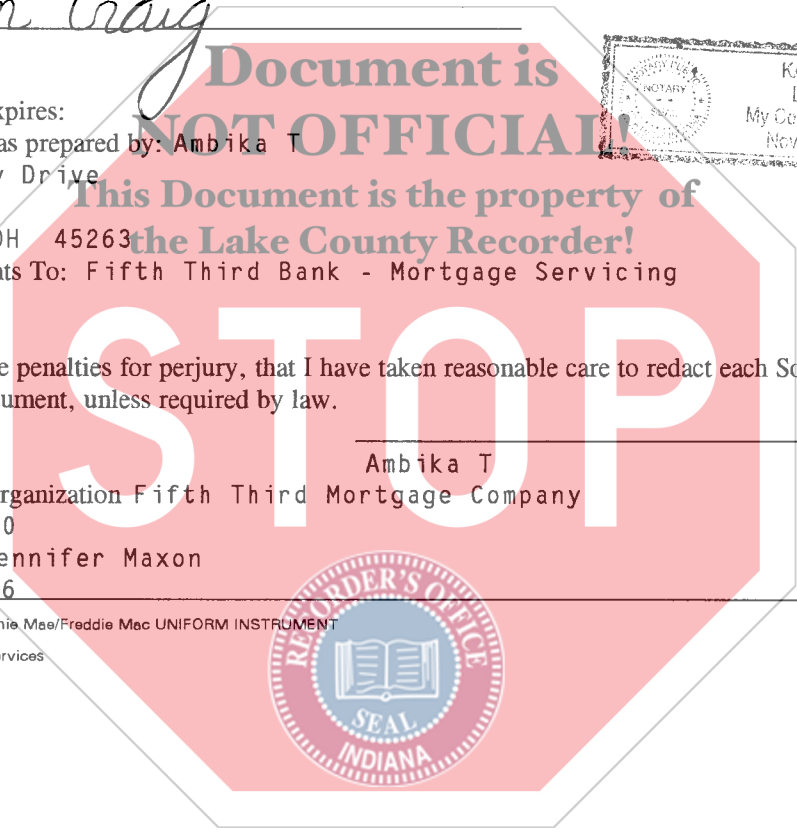 Craig
Document is
NOT OFFICIAL!
This Document is the property of
the Lake County Recorder!
STOP
xpires:
as prepared by: Ambika T
y Drive
OH 45263
ts To: Fifth Third Bank - Mortgage Servicing
e penalties for perjury, that I have taken reasonable care to redact each So
ument, unless required by law.
Ambika T
rganization Fifth Third Mortgage Company
0
ennifer Maxon
6
nie Mae/Freddie Mac UNIFORM INSTRUMENT
rvices
RECORDER'S OFFICE
SEAL
INDIANA
NOTARY
SEAL
My Co
Nov